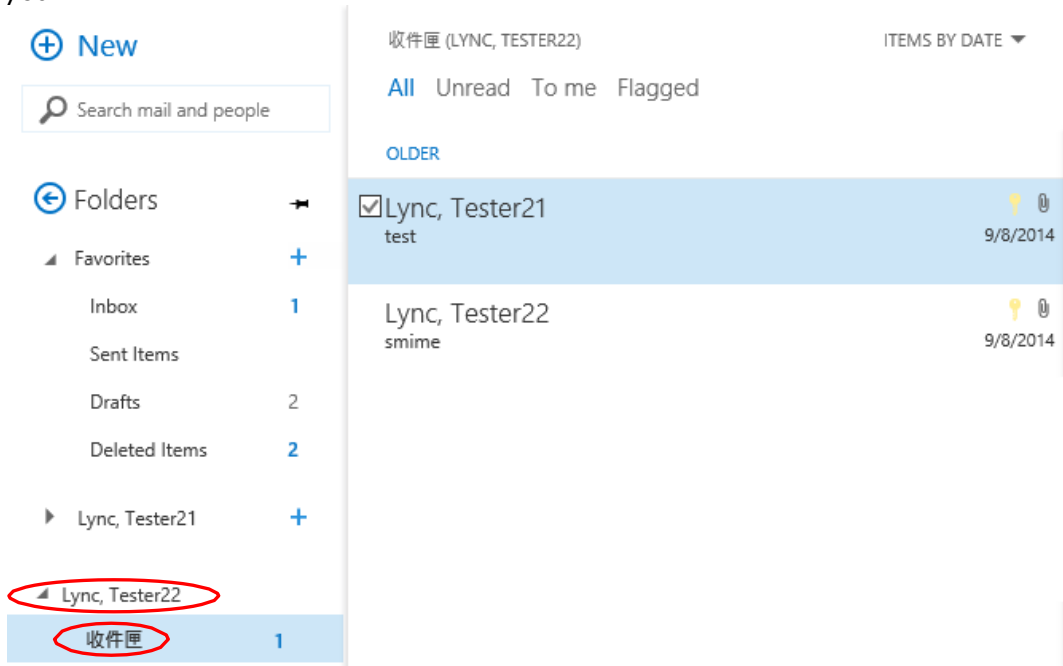 New
Search mail and people
Folders
Favorites
Inbox 1
Sent Items
Drafts 2
Deleted Items 2
Lync, Tester21
Lync, Tester22
收件匣 1
收件匣 (LYNC, TESTER22) ITEMS BY DATE
All Unread To me Flagged
OLDER
Lync, Tester21
test 9/8/2014
Lync, Tester22
smime 9/8/2014